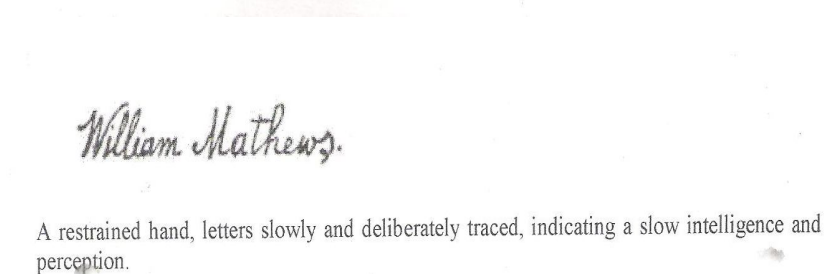 William Mathews.
A restrained hand, letters slowly and deliberately traced, indicating a slow intelligence and
perception.